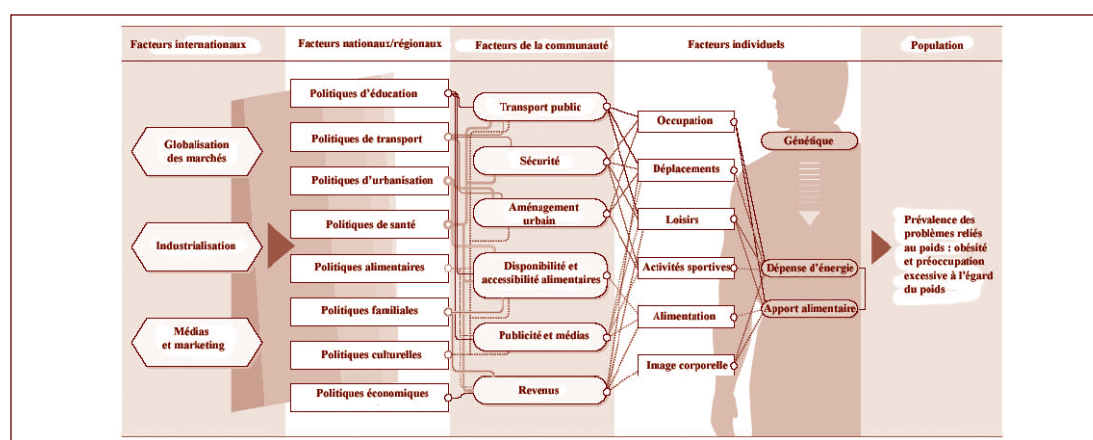 Facteurs internationaux
Facteurs nationaux/régionaux
Facteurs de la communauté
Facteurs individuels
Population
Globalisation
des marchés
Industrialisation
Médias
et marketing
Politiques d'éducation
Politiques de transport
Politiques d'urbanisation
Politiques de santé
Politiques alimentaires
Politiques familiales
Politiques culturelles
Politiques économiques
Transport public
Sécurité
Aménagement
urbain
Disponibilité et
accessibilité alimentaires
Publicité et médias
Revenus
Occupation
Déplacements
Loisirs
Activités sportives
Alimentation
Image corporelle
Génétique
Dépense d'énergie
Apport alimentaire
Prévalence des
problèmes reliés
au poids : obésité
et préoccupation
excessive à l'égard
du poids